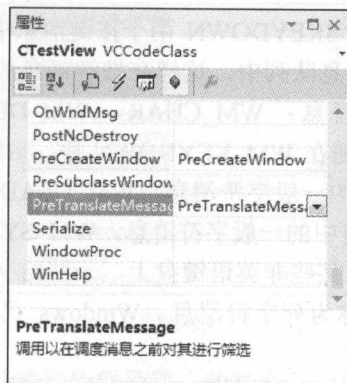 属性
CTestView VCCodeClass
OnWndMsg
PostNcDestroy
PreCreateWindow PreCreateWindow
PreSubclassWindow
PreTranslateMessa PreTranslateMess
Serialize
WindowProc
WinHelp
PreTranslateMessage
调用以在调度消息之前对其进行筛选